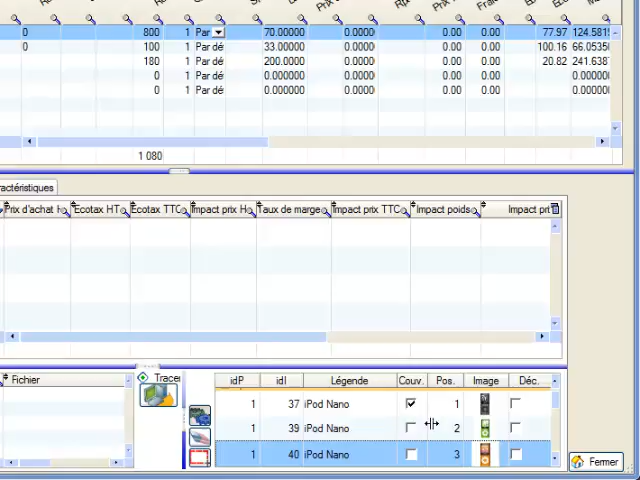 0 800 1 Par 70.00000 0.0000 0.00 0.00 77.97 124.5815
0 100 1 Par dé 33.00000 0.0000 0.00 0.00 100.16 66.05350
180 1 Par dé 200.0000 0.0000 0.00 0.00 20.82 241.6387
0 1 Par dé 0.000000 0.0000 0.00 0.00 0.00000
0 1 Par dé 0.000000 0.0000 0.00 0.00 0.00000
1 080
aractéristiques
Prix d'achat H Ecotax HT Ecotax TTC Impact prix H Taux de marge Impact prix TTC Impact poids Impact pri
Fichier
Tracer
idP idI Légende Couv. Pos. Image Déc.
1 37 iPod Nano 1
1 39 iPod Nano 2
1 40 iPod Nano 3
Fermer